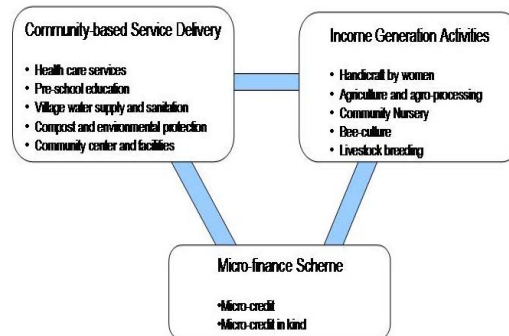 Community-based Service Delivery
• Health care services
• Pre-school education
• Village water supply and sanitation
• Compost and environmental protection
• Community center and facilities
Income Generation Activities
• Handicraft by women
• Agriculture and agro-processing
• Community Nursery
• Bee-culture
• Livestock breeding
Micro-finance Scheme
•Micro-credit
•Micro-credit in kind